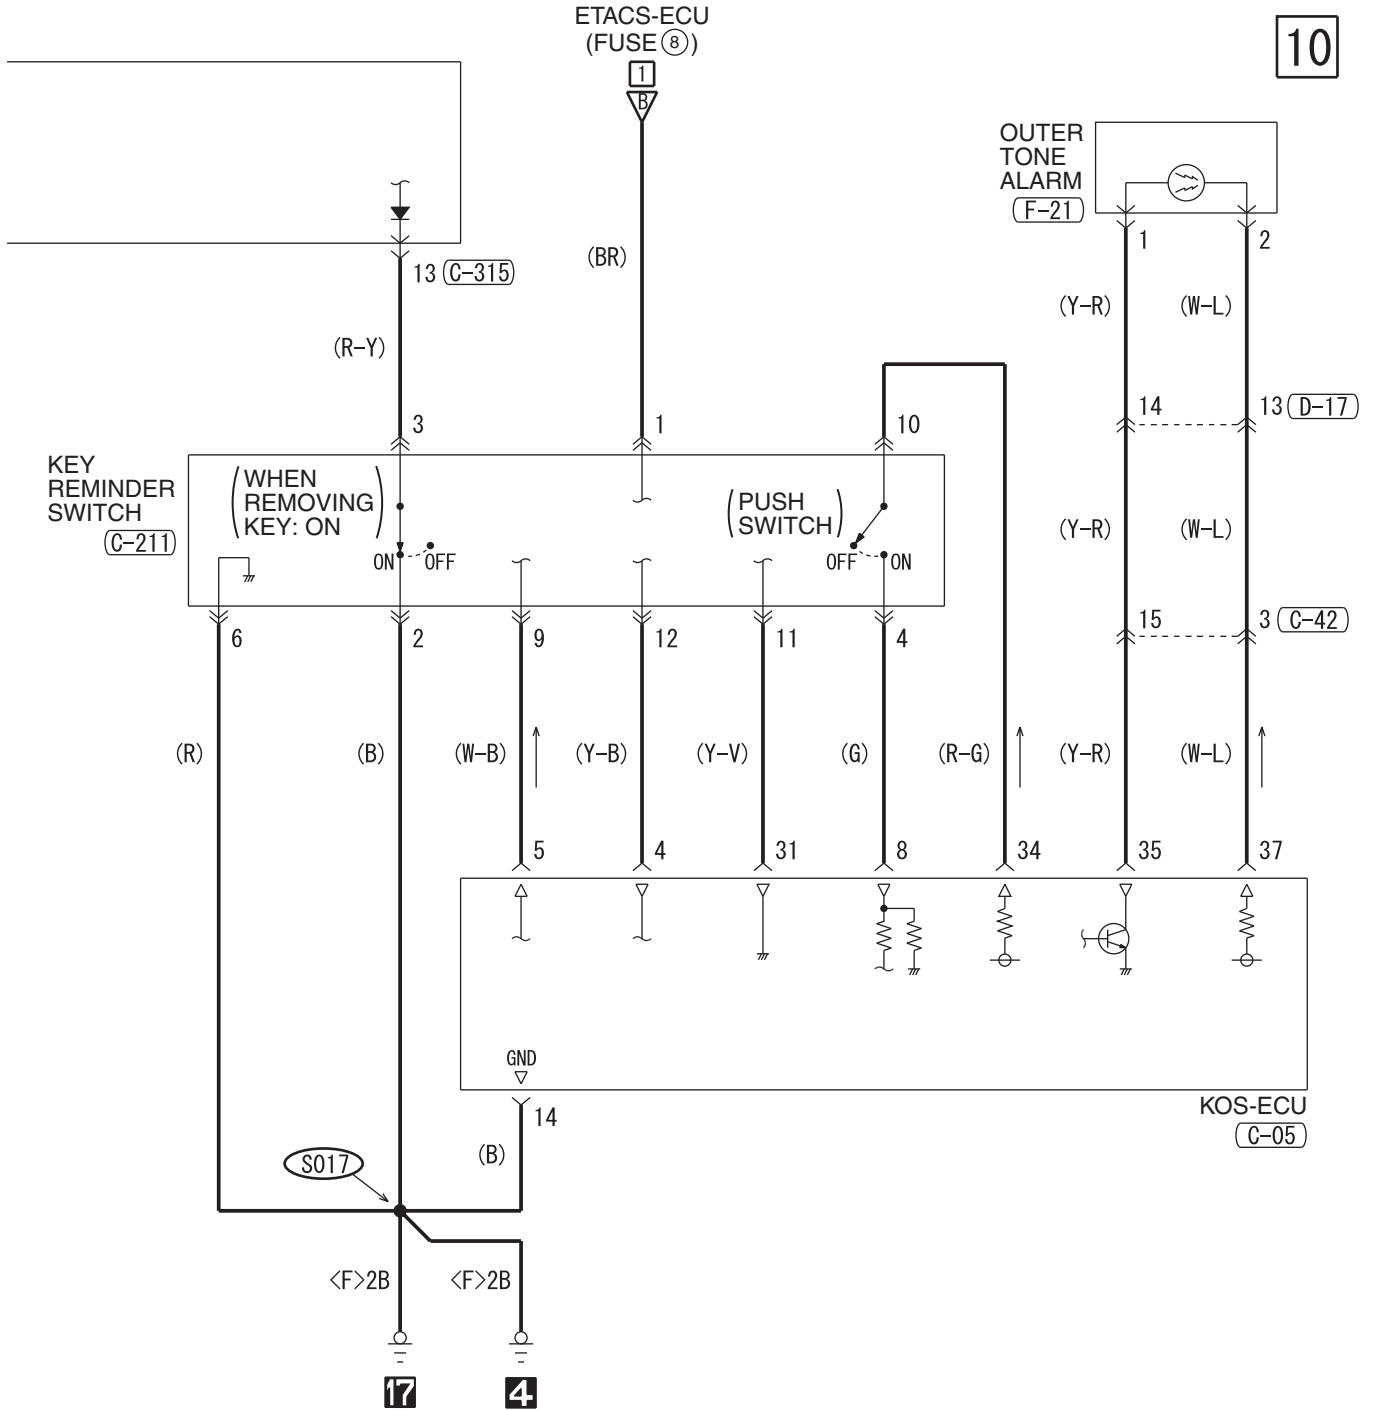 ETACS-ECU
(FUSE⑧)
10
1
B
OUTER
TONE
ALARM
F-21
1
2
(BR)
13 C-315
(Y-R)
(W-L)
(R-Y)
14
13 D-17
3
1
10
KEY
REMINDER
SWITCH
C-211
(WHEN
REMOVING
KEY: ON)
(PUSH
SWITCH)
(Y-R)
(W-L)
ON
OFF
OFF
ON
15
3 C-42
6
2
9
12
11
4
(R)
(B)
(W-B)
(Y-B)
(Y-V)
(G)
(R-G)
(Y-R)
(W-L)
5
4
31
8
34
35
37
GND
14
KOS-ECU
C-05
(B)
S017
<F>2B
<F>2B
17
4